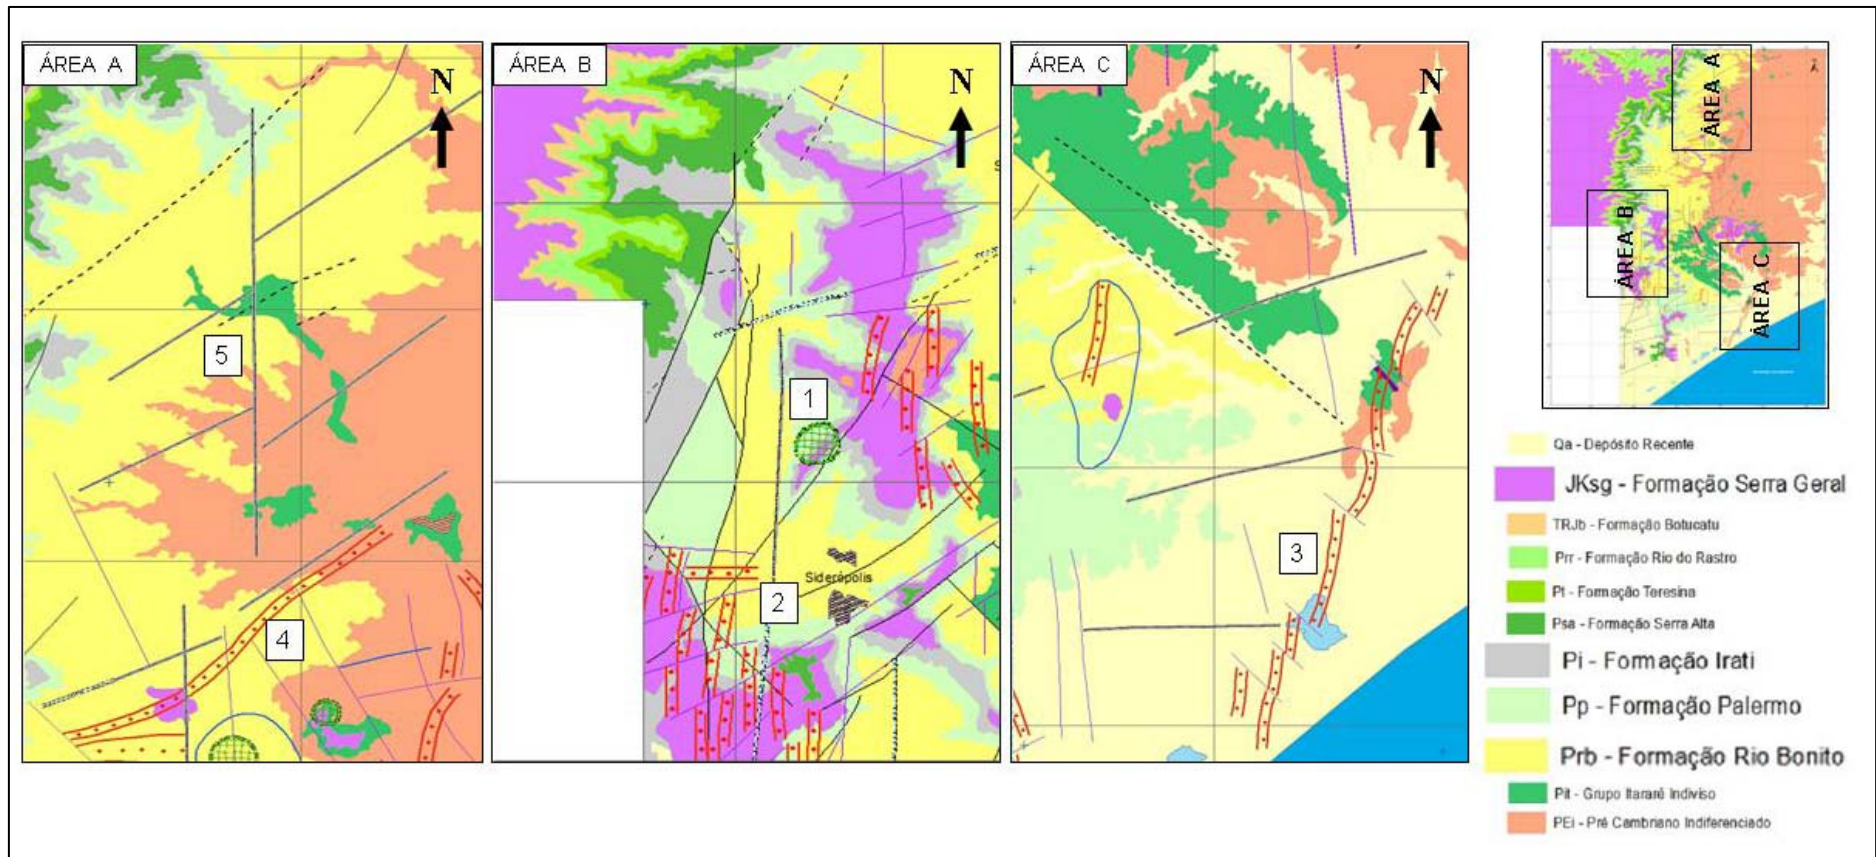 ÁREA A
N
5
4
ÁREA B
N
1
Siderópolis
2
ÁREA C
N
3
ÁREA A
ÁREA B
ÁREA C
Qa - Depósito Recente
JKsg - Formação Serra Geral
TRJb - Formação Botucatu
Prr - Formação Rio do Rastro
Pt - Formação Teresina
Psa - Formação Serra Alta
Pi - Formação Irati
Pp - Formação Palermo
Prb - Formação Rio Bonito
Pit - Grupo Itararé Indiviso
PEi - Pré Cambriano Indiferenciado